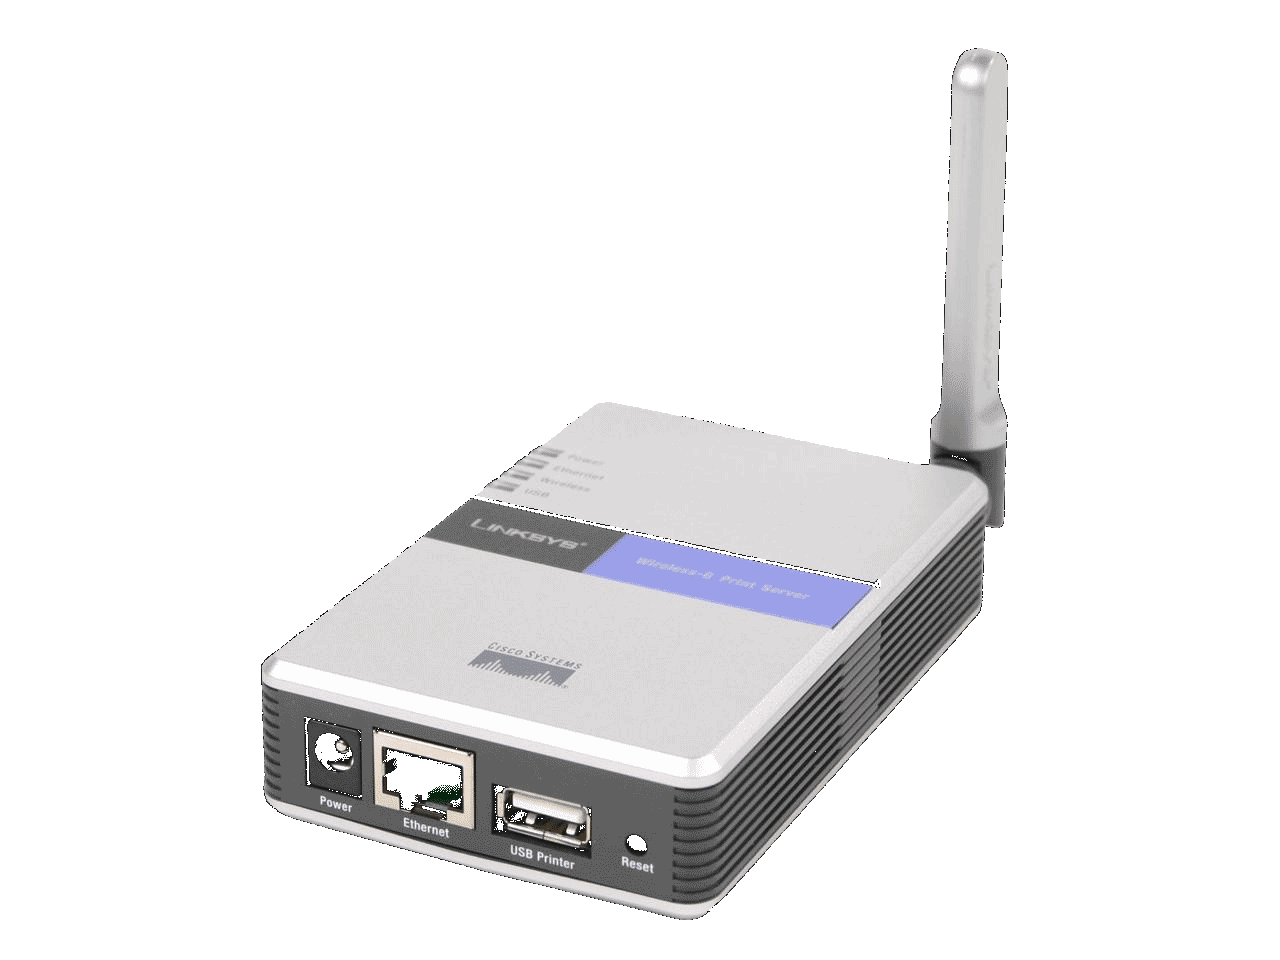 Power
Ethernet
Wireless
USB
LINKSYS®
Wireless-G Print Server
CISCO SYSTEMS
Power
Ethernet
USB Printer
Reset